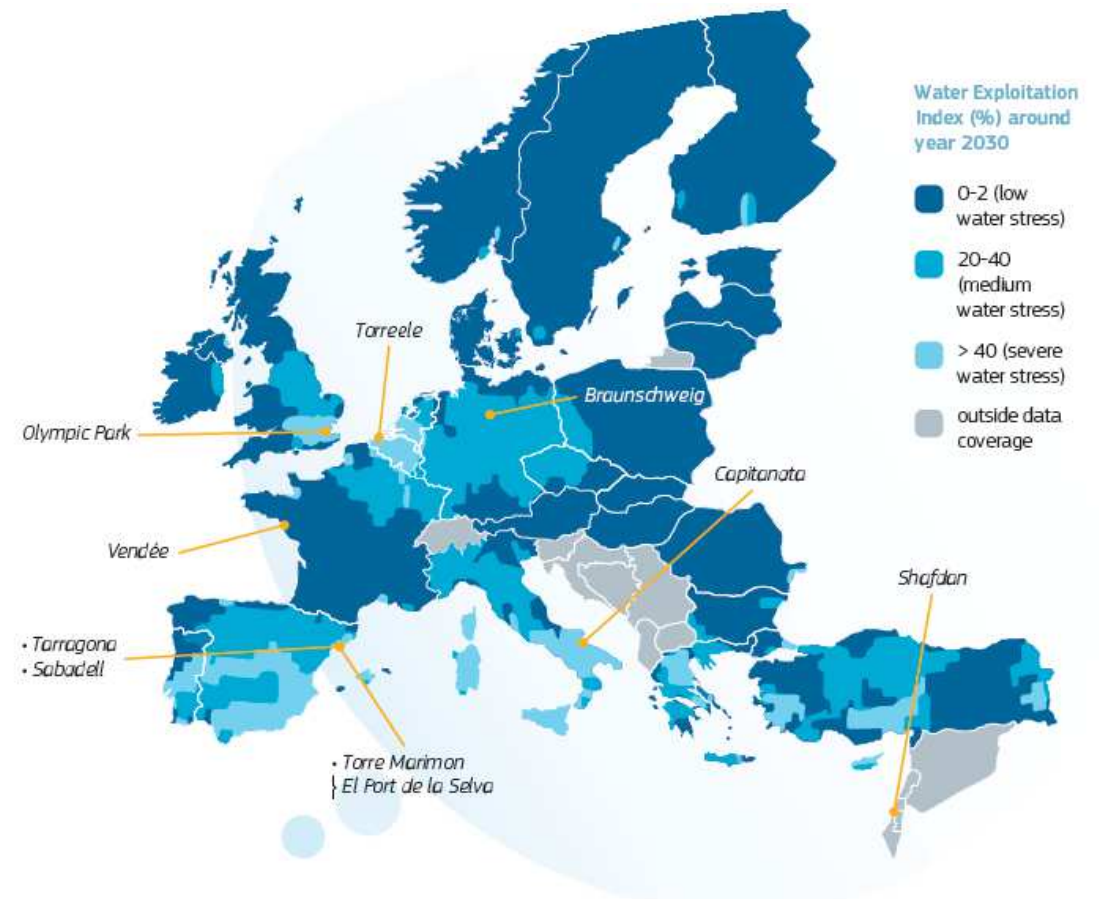 Water Exploitation
Index (%) around
year 2030
0-2 (low
water stress)
20-40
(medium
water stress)
> 40 (severe
water stress)
outside data
coverage
Torreele
Braunschweig
Olympic Park
Capitanata
Vendée
Shafdan
• Tarragona
• Sabadell
• Torre Marimon
} El Port de la Selva